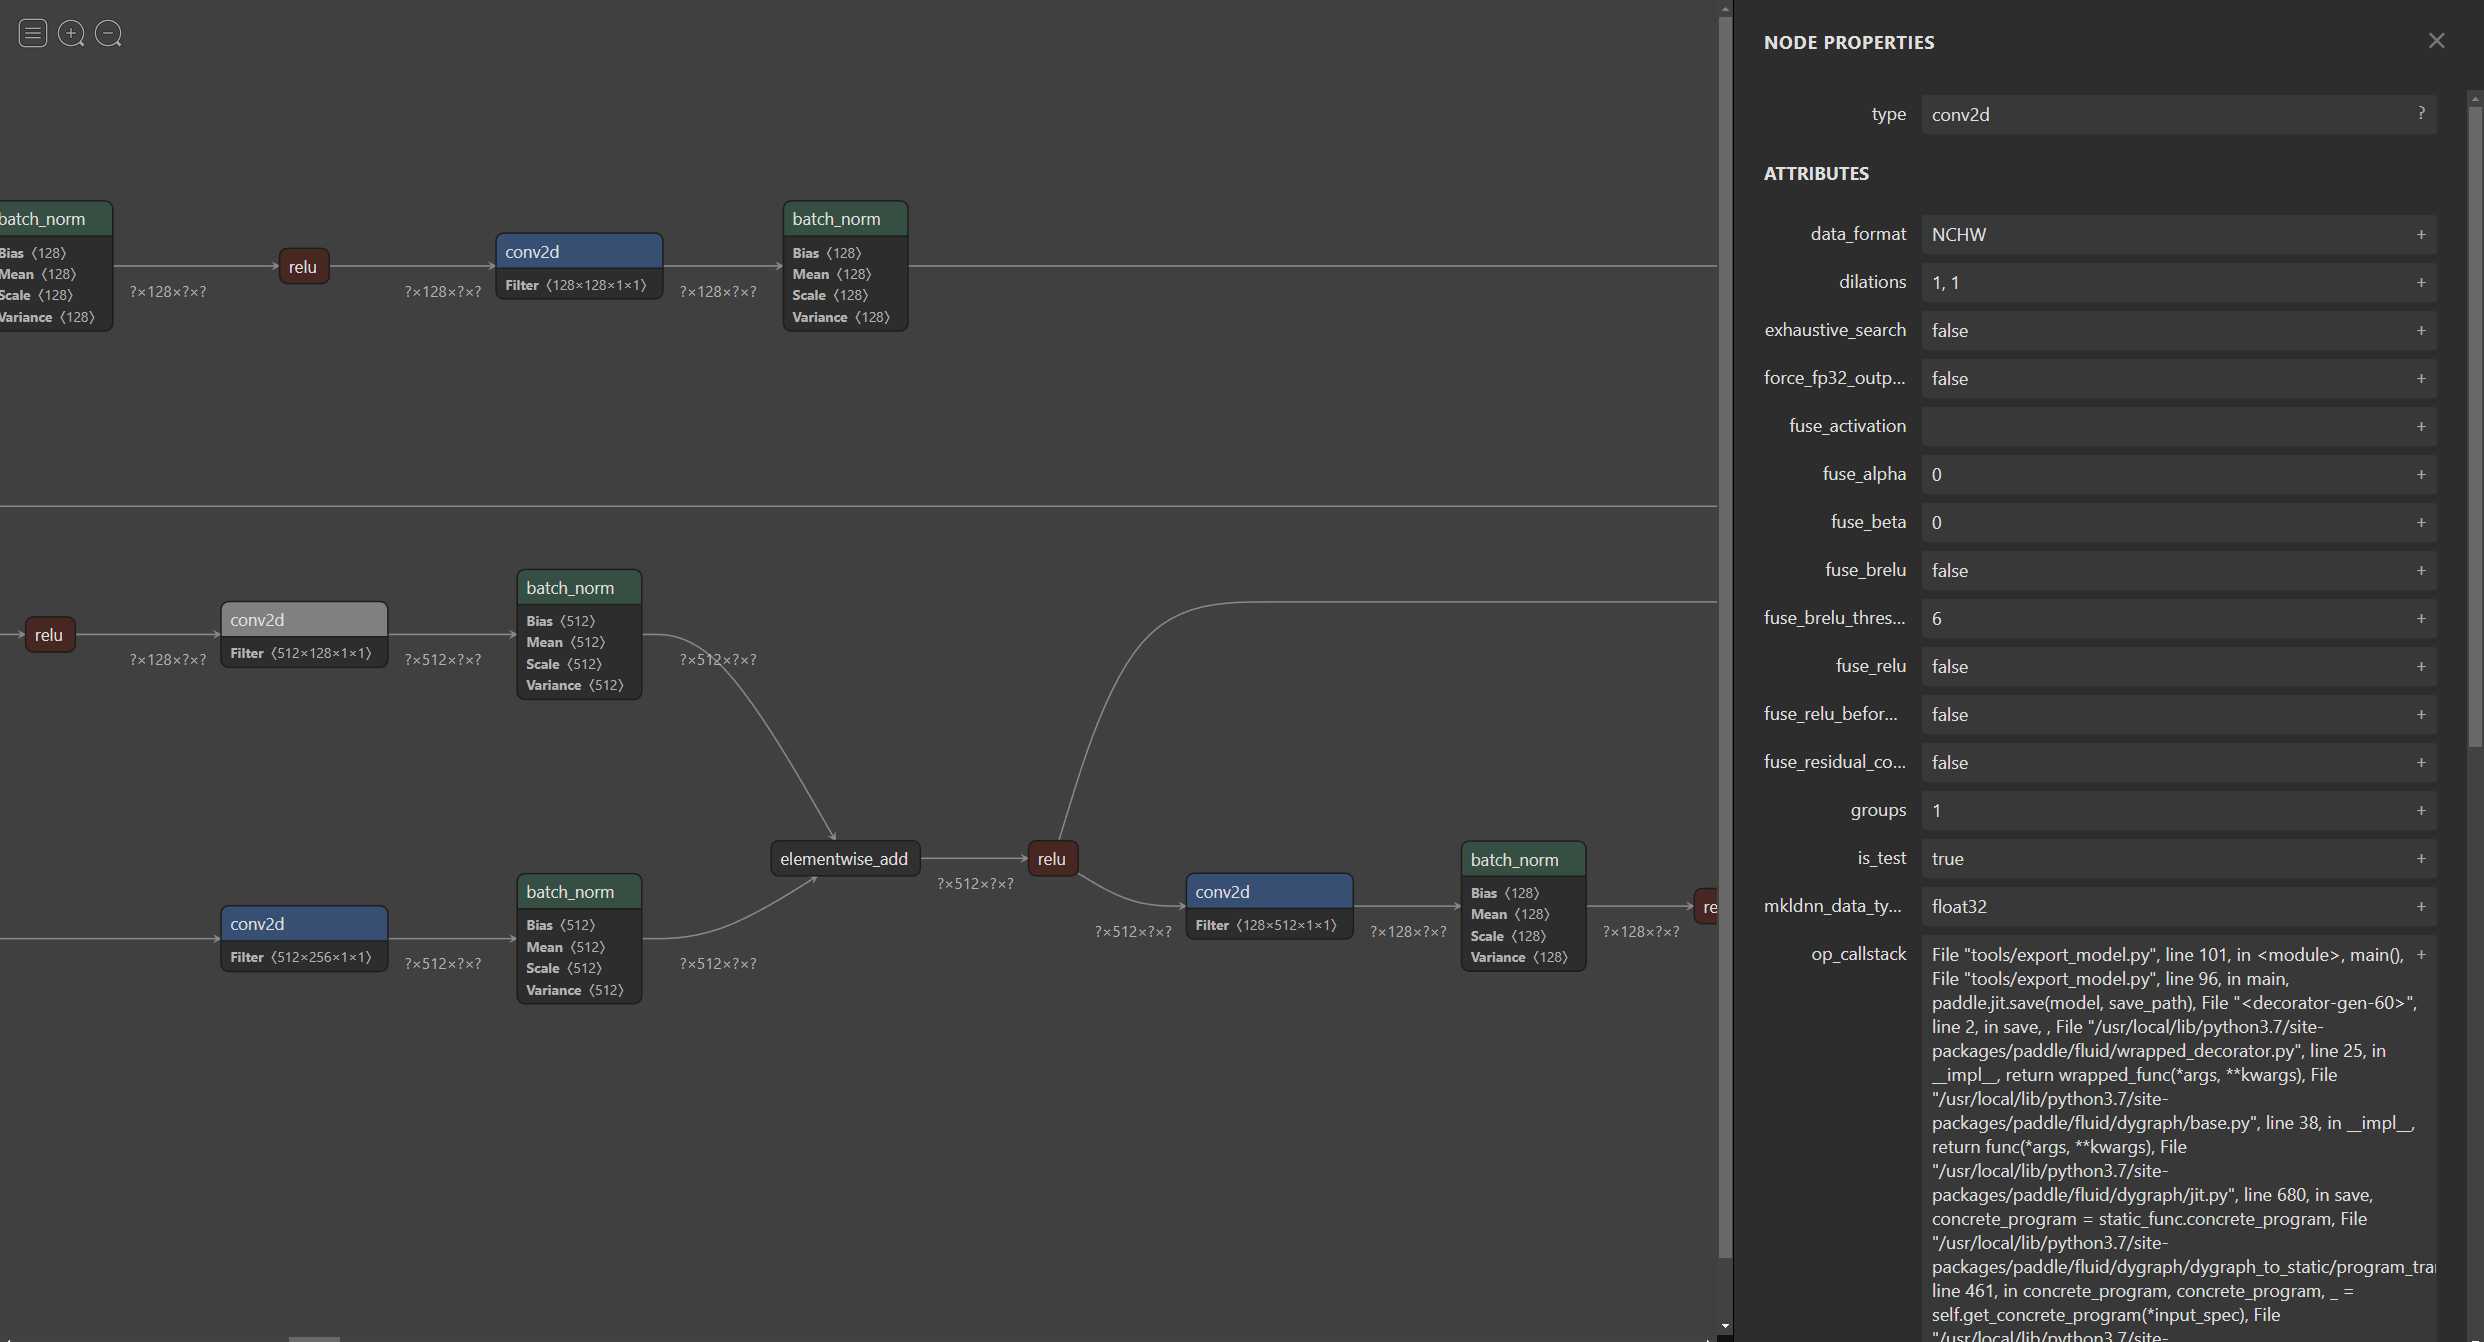 batch_norm
Bias 〈128〉
Mean 〈128〉
Scale 〈128〉
Variance 〈128〉
?×128×?×?
relu
?×128×?×?
conv2d
Filter 〈128×128×1×1〉
?×128×?×?
batch_norm
Bias 〈128〉
Mean 〈128〉
Scale 〈128〉
Variance 〈128〉
relu
?×128×?×?
conv2d
Filter 〈512×128×1×1〉
?×512×?×?
batch_norm
Bias 〈512〉
Mean 〈512〉
Scale 〈512〉
Variance 〈512〉
?×512×?×?
conv2d
Filter 〈512×256×1×1〉
?×512×?×?
batch_norm
Bias 〈512〉
Mean 〈512〉
Scale 〈512〉
Variance 〈512〉
?×512×?×?
elementwise_add
?×512×?×?
relu
?×512×?×?
conv2d
Filter 〈128×512×1×1〉
?×128×?×?
batch_norm
Bias 〈128〉
Mean 〈128〉
Scale 〈128〉
Variance 〈128〉
?×128×?×?
re
NODE PROPERTIES
type conv2d ?
ATTRIBUTES
data_format NCHW +
dilations 1, 1 +
exhaustive_search false +
force_fp32_outp... false +
fuse_activation +
fuse_alpha 0 +
fuse_beta 0 +
fuse_brelu false +
fuse_brelu_thres... 6 +
fuse_relu false +
fuse_relu_befor... false +
fuse_residual_co... false +
groups 1 +
is_test true +
mkldnn_data_ty... float32 +
op_callstack File "tools/export_model.py", line 101, in <module>, main(), +
File "tools/export_model.py", line 96, in main,
paddle.jit.save(model, save_path), File "<decorator-gen-60>",
line 2, in save, , File "/usr/local/lib/python3.7/site-
packages/paddle/fluid/wrapped_decorator.py", line 25, in
__impl__, return wrapped_func(*args, **kwargs), File
"/usr/local/lib/python3.7/site-
packages/paddle/fluid/dygraph/base.py", line 38, in __impl__,
return func(*args, **kwargs), File
"/usr/local/lib/python3.7/site-
packages/paddle/fluid/dygraph/jit.py", line 680, in save,
concrete_program = static_func.concrete_program, File
"/usr/local/lib/python3.7/site-
packages/paddle/fluid/dygraph/dygraph_to_static/program_tra
line 461, in concrete_program, concrete_program, _ =
self.get_concrete_program(*input_spec), File
"/usr/local/lib/python3.7/site-